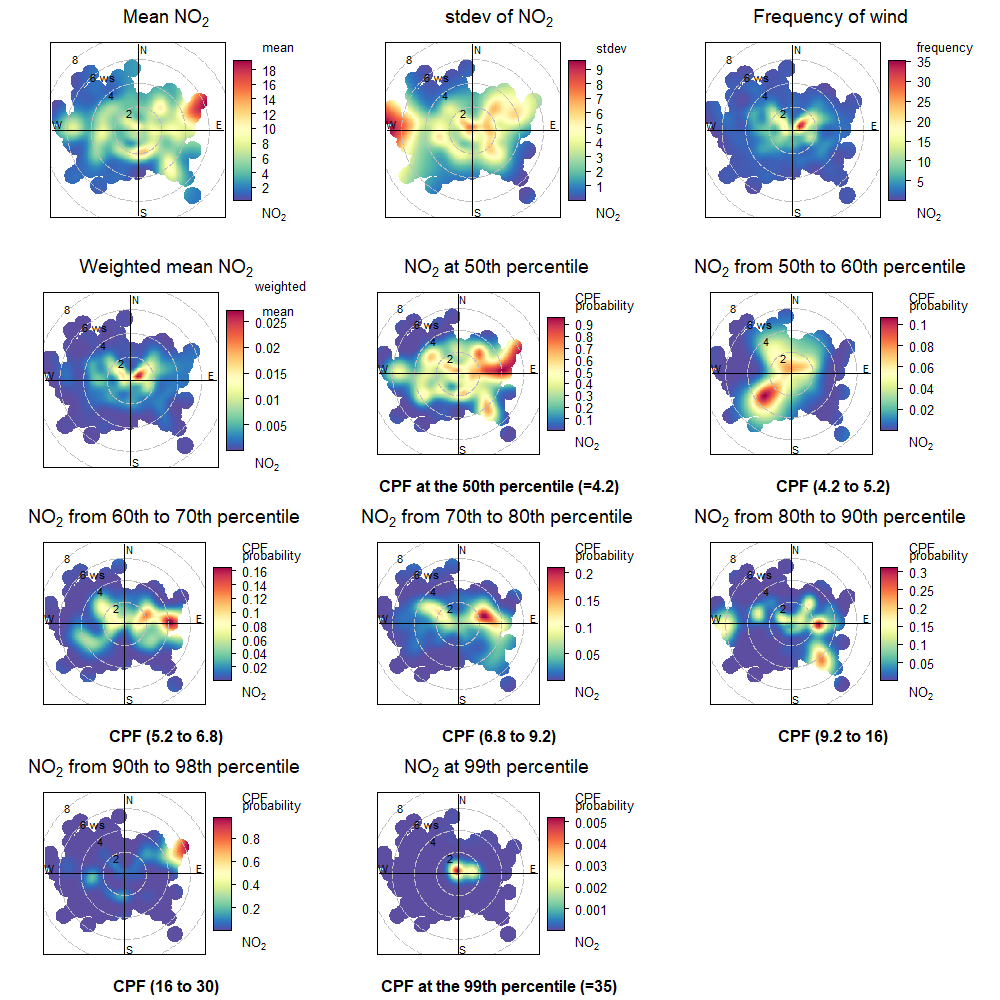 Mean NO₂
mean
18
16
14
12
10
8
6
4
2
NO₂
N
E
S
W
8
6 ws
4
2
stdev of NO₂
stdev
9
8
7
6
5
4
3
2
1
NO₂
N
E
S
W
8
6 ws
4
2
Frequency of wind
frequency
35
30
25
20
15
10
5
NO₂
N
E
S
W
8
6 ws
4
2
Weighted mean NO₂
weighted
mean
0.025
0.02
0.015
0.01
0.005
NO₂
N
E
S
W
8
6 ws
4
2
NO₂ at 50th percentile
CPF
probability
0.9
0.8
0.7
0.6
0.5
0.4
0.3
0.2
0.1
NO₂
N
E
S
W
8
6 ws
4
2
CPF at the 50th percentile (=4.2)
NO₂ from 50th to 60th percentile
CPF
probability
0.1
0.08
0.06
0.04
0.02
NO₂
N
E
S
W
8
6 ws
4
2
CPF (4.2 to 5.2)
NO₂ from 60th to 70th percentile
CPF
probability
0.16
0.14
0.12
0.1
0.08
0.06
0.04
0.02
NO₂
N
E
S
W
8
6 ws
4
2
CPF (5.2 to 6.8)
NO₂ from 70th to 80th percentile
CPF
probability
0.2
0.15
0.1
0.05
NO₂
N
E
S
W
8
6 ws
4
2
CPF (6.8 to 9.2)
NO₂ from 80th to 90th percentile
CPF
probability
0.3
0.25
0.2
0.15
0.1
0.05
NO₂
N
E
S
W
8
6 ws
4
2
CPF (9.2 to 16)
NO₂ from 90th to 98th percentile
CPF
probability
0.8
0.6
0.4
0.2
NO₂
N
E
S
W
8
6 ws
4
2
CPF (16 to 30)
NO₂ at 99th percentile
CPF
probability
0.005
0.004
0.003
0.002
0.001
NO₂
N
E
S
W
8
6 ws
4
2
CPF at the 99th percentile (=35)